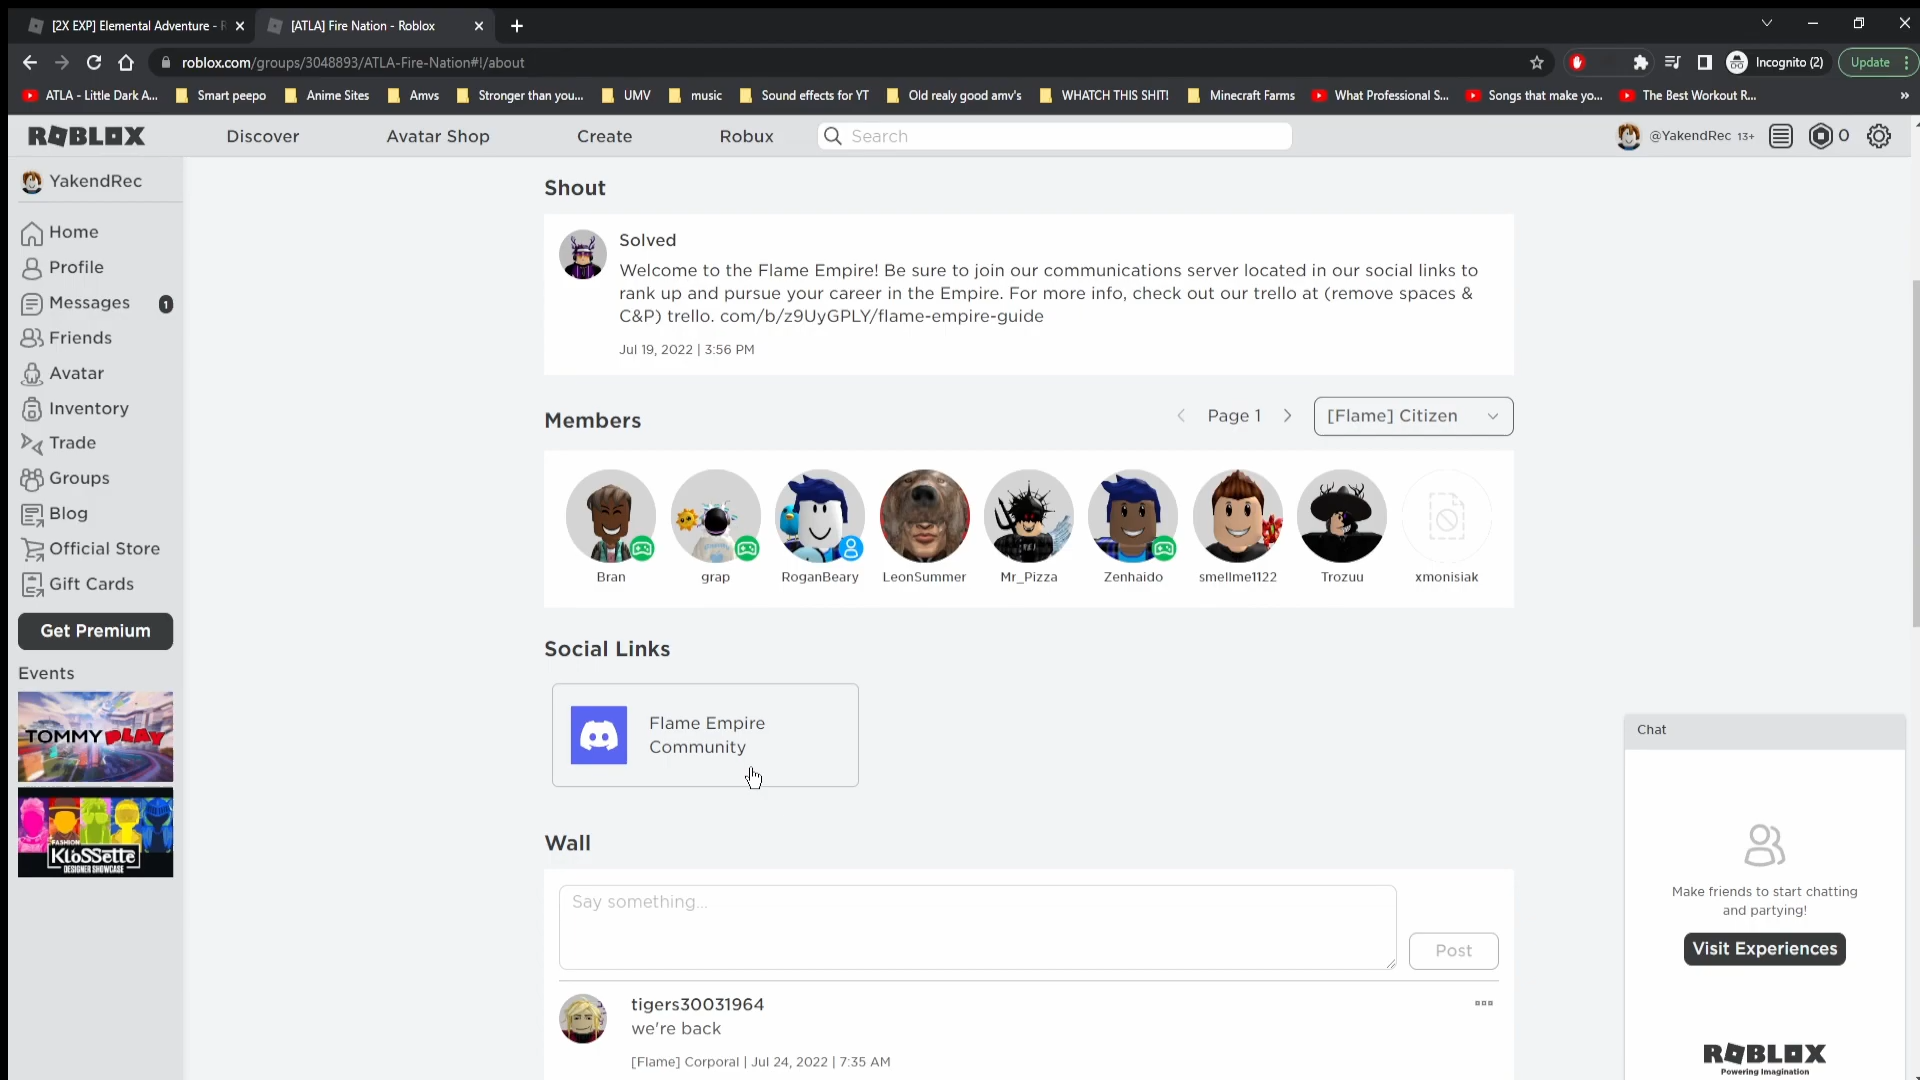 [2X EXP] Elemental Adventure -
[ATLA] Fire Nation - Roblox
roblox.com/groups/3048893/ATLA-Fire-Nation#!/about
Incognito (2)
Update
ATLA - Little Dark A...
Smart peepo
Anime Sites
Amvs
Stronger than you...
UMV
music
Sound effects for YT
Old realy good amv's
WHATCH THIS SHIT!
Minecraft Farms
What Professional S...
Songs that make yo...
The Best Workout R...
»
ROBLOX
Discover
Avatar Shop
Create
Robux
Search
@YakendRec 13+
0
YakendRec
Home
Profile
Messages
1
Friends
Avatar
Inventory
Trade
Groups
Blog
Official Store
Gift Cards
Get Premium
Events
TOMMY PLAY
FASHION
KLOSSette
DESIGNER SHOWCASE
Shout
Solved
Welcome to the Flame Empire! Be sure to join our communications server located in our social links to
rank up and pursue your career in the Empire. For more info, check out our trello at (remove spaces &
C&P) trello. com/b/z9UyGPLY/flame-empire-guide
Jul 19, 2022 | 3:56 PM
Members
Page 1
[Flame] Citizen
Bran
grap
RoganBeary
LeonSummer
Mr_Pizza
Zenhaido
smellme1122
Trozuu
xmonisiak
Social Links
Flame Empire
Community
Wall
Say something...
Post
tigers30031964
we're back
[Flame] Corporal | Jul 24, 2022 | 7:35 AM
Chat
Make friends to start chatting
and partying!
Visit Experiences
ROBLOX
Powering Imagination